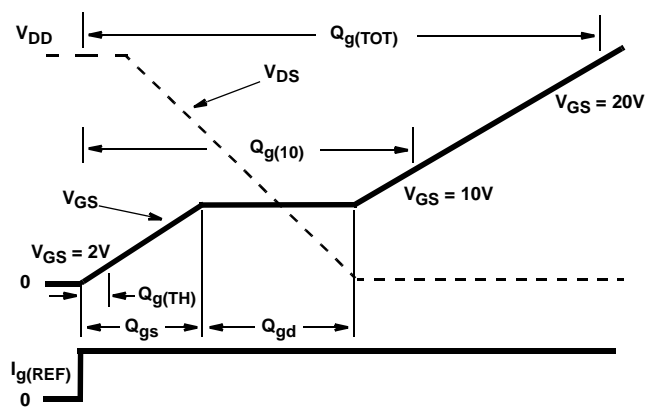 V_DD
Q_g(TOT)
V_DS
V_GS = 20V
Q_g(10)
V_GS
V_GS = 10V
V_GS = 2V
0
Q_g(TH)
Q_gs
Q_gd
I_g(REF)
0